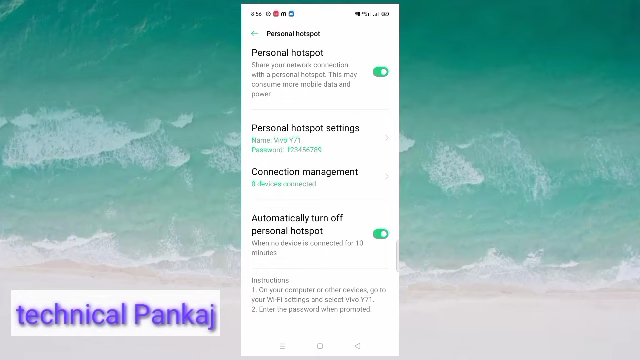 8:56
Personal hotspot
Personal hotspot
Share your network connection
with a personal hotspot. This may
consume more mobile data and
power.
Personal hotspot settings
Name: Vivo Y71
Password: 123456789
Connection management
0 devices connected
Automatically turn off
personal hotspot
When no device is connected for 10
minutes
Instructions
1. On your computer or other devices, go to
your Wi-Fi settings and select Vivo Y71.
2. Enter the password when prompted.
technical Pankaj